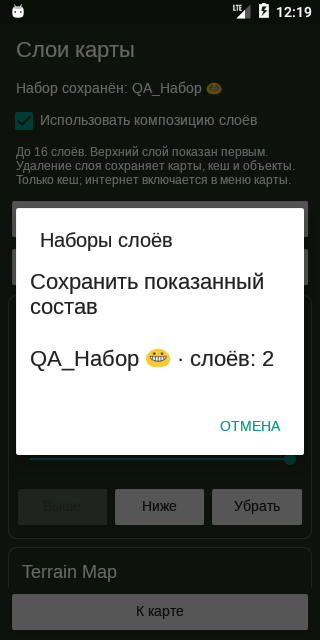 LTE 12:19
Слои карты
Набор сохранён: QA_Набор 😁
Использовать композицию слоёв
До 16 слоёв. Верхний слой показан первым.
Удаление слоя сохраняет карты, кеш и объекты.
Только кеш; интернет включается в меню карты.
Наборы слоёв
Сохранить показанный
состав
QA_Набор 😁 · слоёв: 2
ОТМЕНА
Выше Ниже Убрать
Terrain Map
К карте